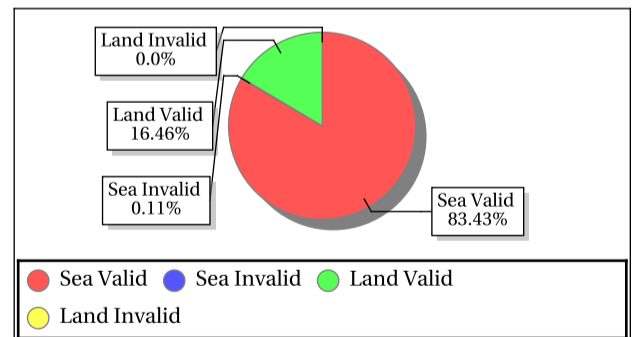 Land Invalid
0.0%
Land Valid
16.46%
Sea Invalid
0.11%
Sea Valid
83.43%
Sea Valid Sea Invalid Land Valid
Land Invalid